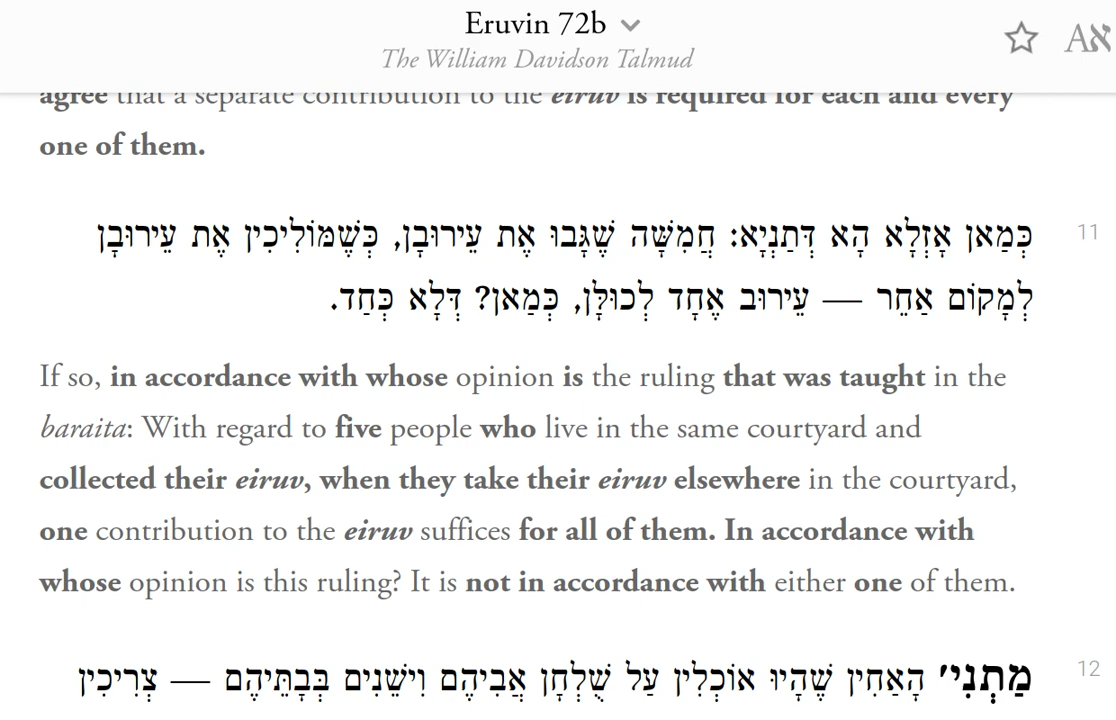 Eruvin 72b
The William Davidson Talmud
agree that a separate contribution to the eiruv is required for each and every
one of them.
כְּמַאן אָזְלָא הָא דְּתַנְיָא: חֲמִשָּׁה שֶׁגָּבוּ אֶת עֵירוּבָן, כְּשֶׁמּוֹלִיכִין אֶת עֵירוּבָן
11
לְמָקוֹם אַחֵר — עֵירוּב אֶחָד לְכוּלָּן, כְּמַאן? דְּלָא כְּחַד.
If so, in accordance with whose opinion is the ruling that was taught in the
baraita: With regard to five people who live in the same courtyard and
collected their eiruv, when they take their eiruv elsewhere in the courtyard,
one contribution to the eiruv suffices for all of them. In accordance with
whose opinion is this ruling? It is not in accordance with either one of them.
מַתְנִי׳ הָאַחִין שֶׁהָיוּ אוֹכְלִין עַל שֻׁלְחָן אֲבִיהֶם וִישֵׁנִים בְּבָתֵּיהֶם — צְרִיכִין
12